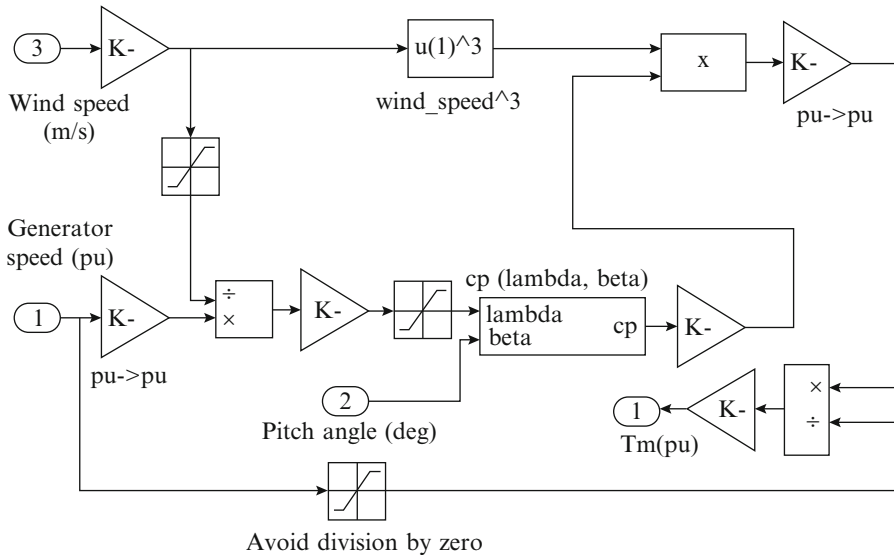 3
K-
u(1)^3
x
K-
Wind speed
(m/s)
wind_speed^3
pu->pu
Generator
speed (pu)
1
K-
÷
×
K-
cp (lambda, beta)
lambda
beta
cp
K-
pu->pu
2
Pitch angle (deg)
1
K-
×
÷
Tm(pu)
Avoid division by zero